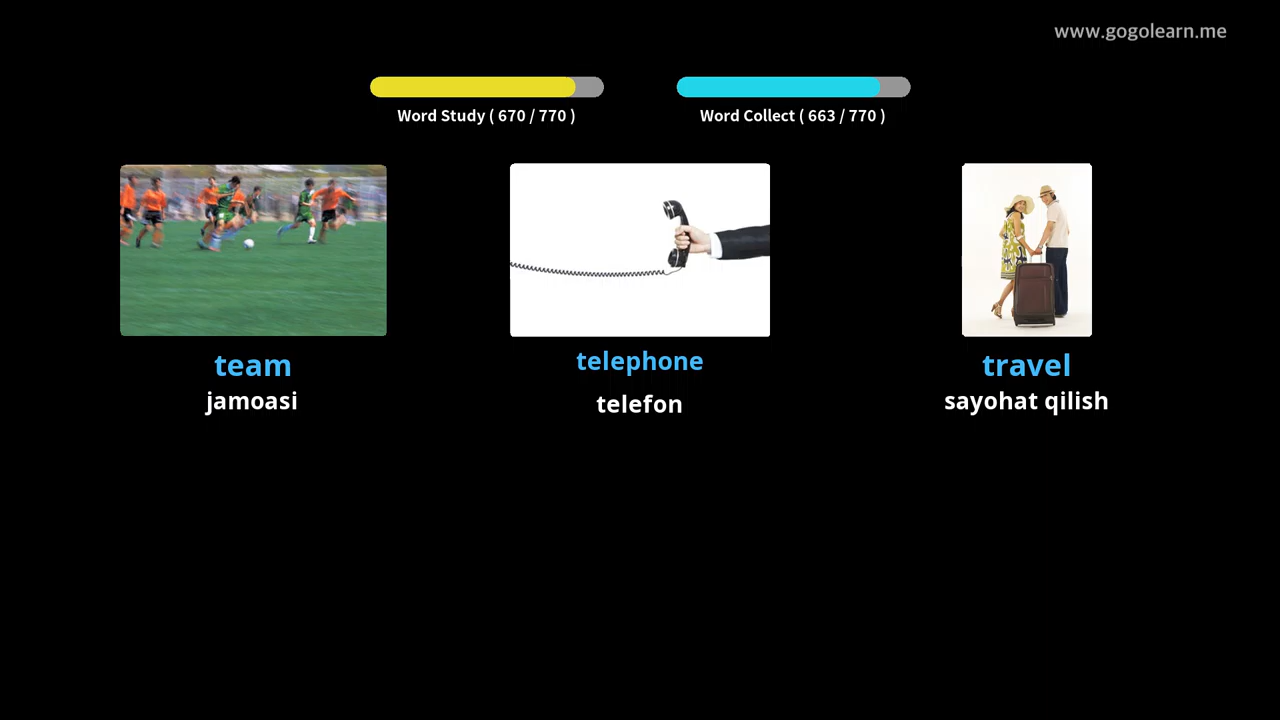 www.gogolearn.me
Word Study ( 670 / 770 )
Word Collect ( 663 / 770 )
team
jamoasi
telephone
telefon
travel
sayohat qilish